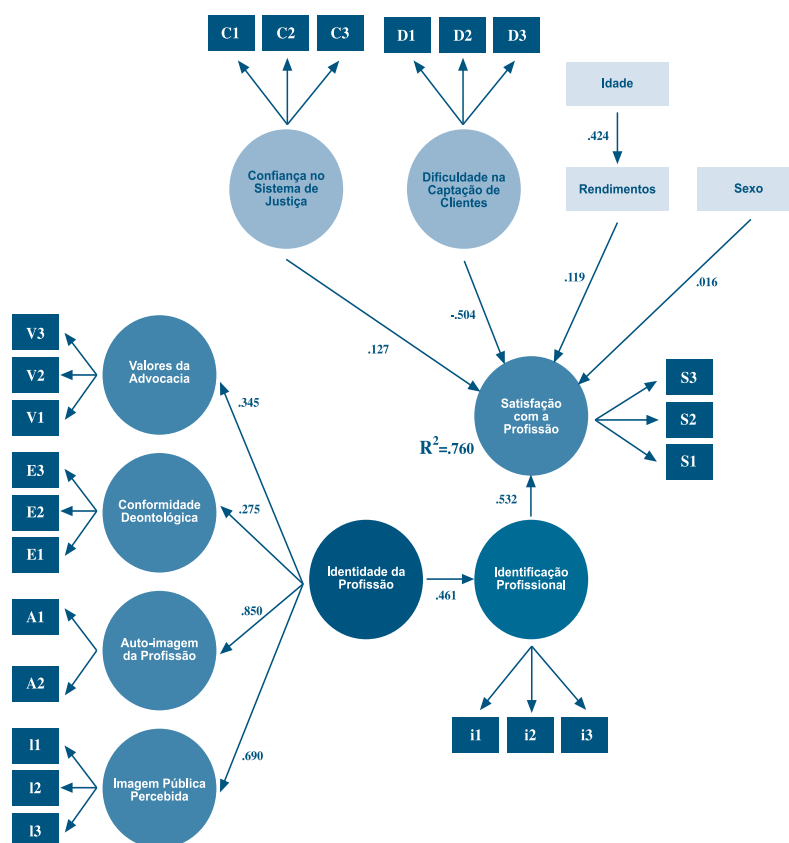 C1
C2
C3
D1
D2
D3
Idade
.424
Confiança no
Sistema de
Justiça
Dificuldade na
Captação de
Clientes
Rendimentos
Sexo
.127
-.504
.119
.016
V3
V2
V1
Valores da
Advocacia
.345
Satisfação
com a
Profissão
R²=.760
S3
S2
S1
E3
E2
E1
Conformidade
Deontológica
.275
.532
Identidade da
Profissão
.461
Identificação
Profissional
A1
A2
Auto-imagem
da Profissão
.850
i1
i2
i3
I1
I2
I3
Imagem Pública
Percebida
.690